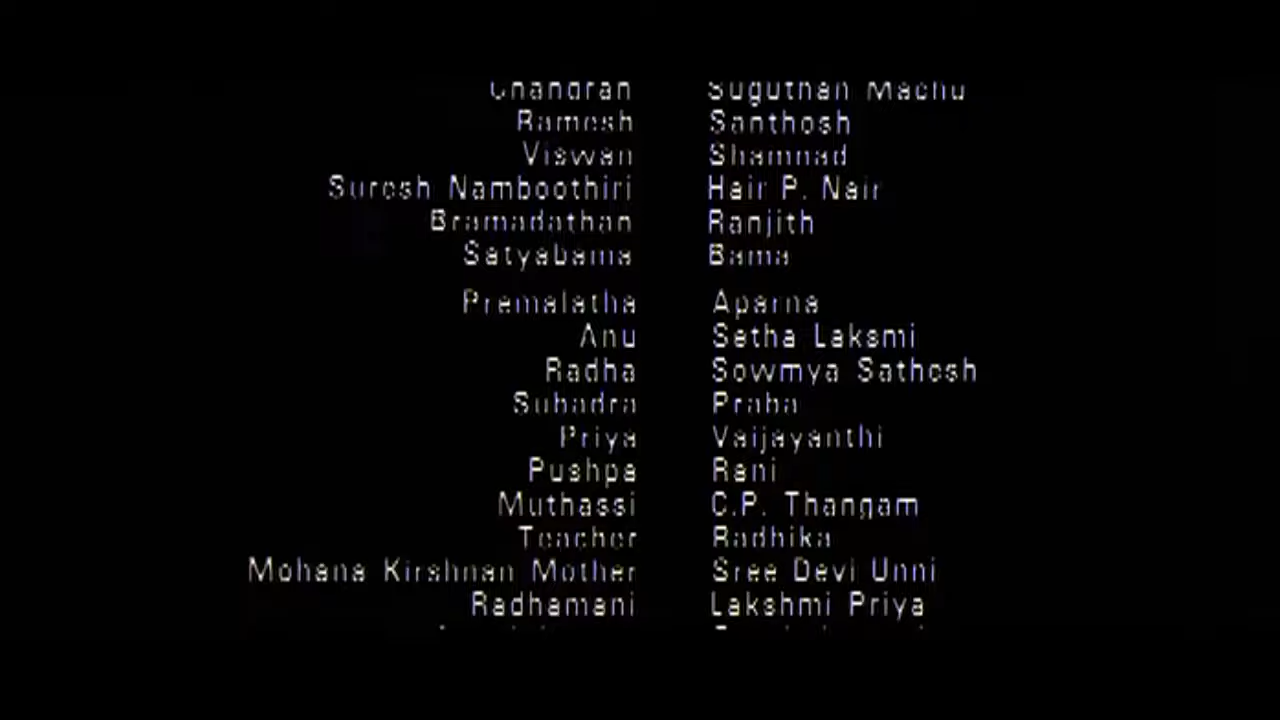 Chandran Suguthan Machu
Ramesh Santhosh
Viswan Shamnad
Suresh Namboothiri Hair P. Nair
Bramadathan Ranjith
Satyabama Bama
Premalatha Aparna
Anu Setha Laksmi
Radha Sowmya Sathosh
Subadra Praba
Priya Vaijayanthi
Pushpa Rani
Muthassi C.P. Thangam
Teacher Radhika
Mohana Kirshnan Mother Sree Devi Unni
Radhamani Lakshmi Priya